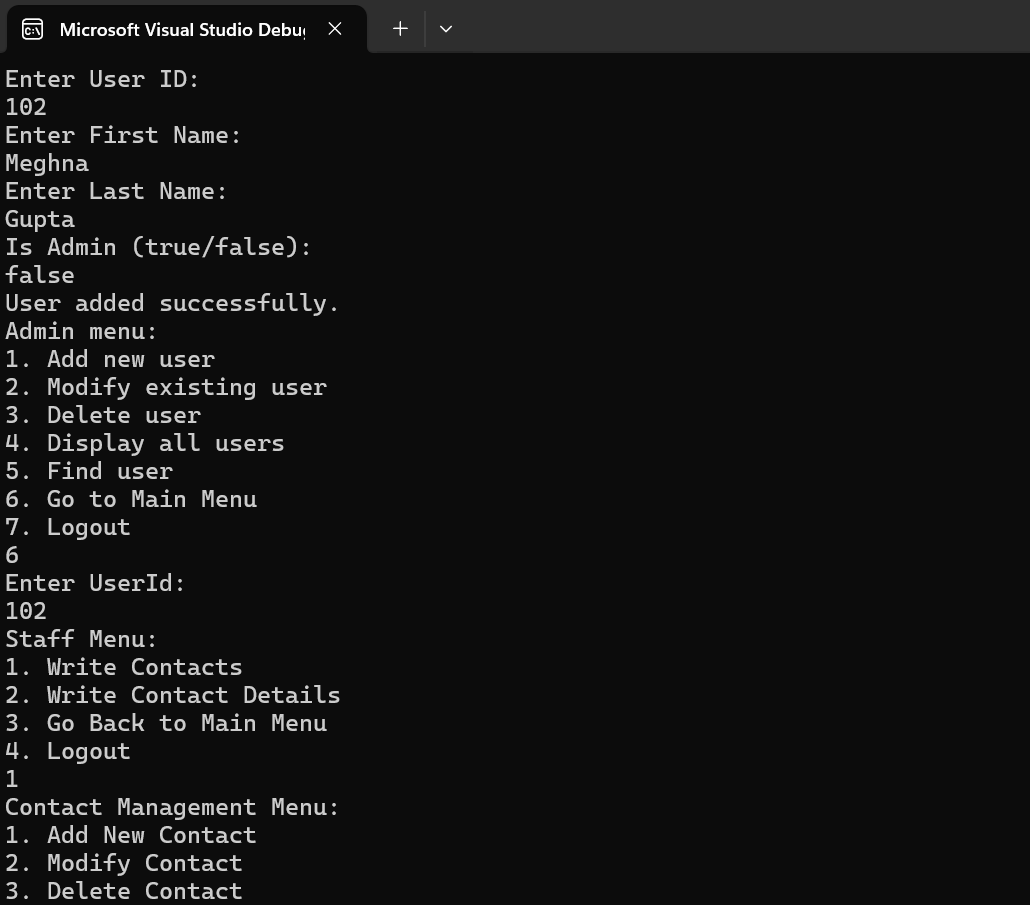 Microsoft Visual Studio Debu
Enter User ID:
102
Enter First Name:
Meghna
Enter Last Name:
Gupta
Is Admin (true/false):
false
User added successfully.
Admin menu:
1. Add new user
2. Modify existing user
3. Delete user
4. Display all users
5. Find user
6. Go to Main Menu
7. Logout
6
Enter UserId:
102
Staff Menu:
1. Write Contacts
2. Write Contact Details
3. Go Back to Main Menu
4. Logout
1
Contact Management Menu:
1. Add New Contact
2. Modify Contact
3. Delete Contact